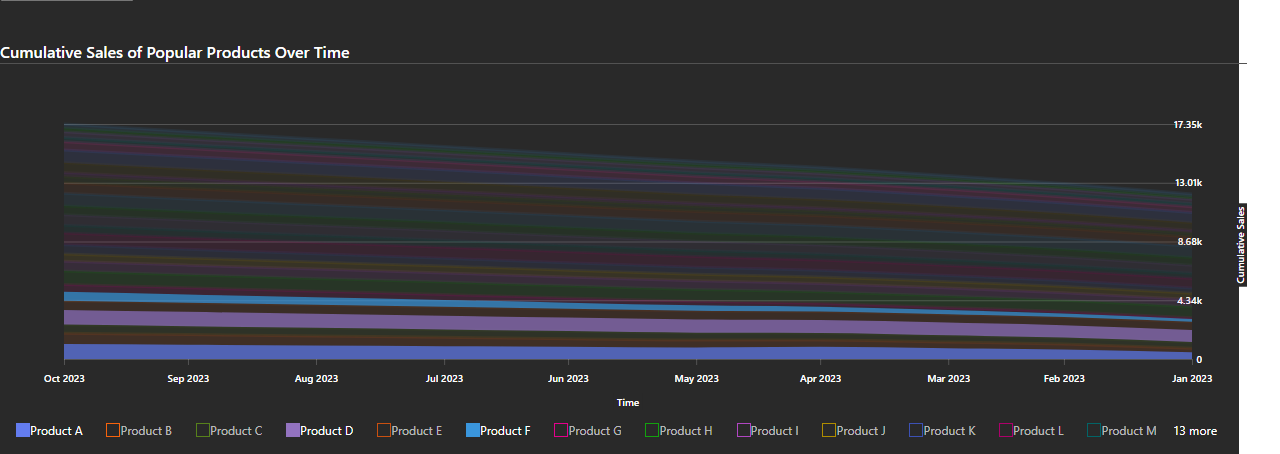 Cumulative Sales of Popular Products Over Time
17.35k
13.01k
8.68k
4.34k
0
Cumulative Sales
Oct 2023 Sep 2023 Aug 2023 Jul 2023 Jun 2023 May 2023 Apr 2023 Mar 2023 Feb 2023 Jan 2023
Time
Product A Product B Product C Product D Product E Product F Product G Product H Product I Product J Product K Product L Product M 13 more